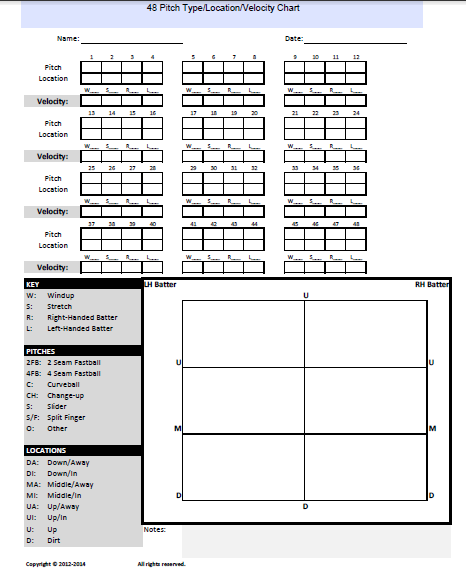 48 Pitch Type/Location/Velocity Chart
Name: Date:
1 2 3 4 5 6 7 8 9 10 11 12
Pitch
Location
W___ S___ R___ L___ W___ S___ R___ L___ W___ S___ R___ L___
Velocity:
13 14 15 16 17 18 19 20 21 22 23 24
Pitch
Location
W___ S___ R___ L___ W___ S___ R___ L___ W___ S___ R___ L___
Velocity:
25 26 27 28 29 30 31 32 33 34 35 36
Pitch
Location
W___ S___ R___ L___ W___ S___ R___ L___ W___ S___ R___ L___
Velocity:
37 38 39 40 41 42 43 44 45 46 47 48
Pitch
Location
W___ S___ R___ L___ W___ S___ R___ L___ W___ S___ R___ L___
Velocity:
KEY
W: Windup
S: Stretch
R: Right-Handed Batter
L: Left-Handed Batter
PITCHES
2FB: 2 Seam Fastball
4FB: 4 Seam Fastball
C: Curveball
CH: Change-up
S: Slider
S/F: Split Finger
O: Other
LOCATIONS
DA: Down/Away
DI: Down/In
MA: Middle/Away
MI: Middle/In
UA: Up/Away
UI: Up/In
U: Up
D: Dirt
LH Batter RH Batter
U
U U
M M
D D
D
Notes:
Copyright © 2012-2014 All rights reserved.